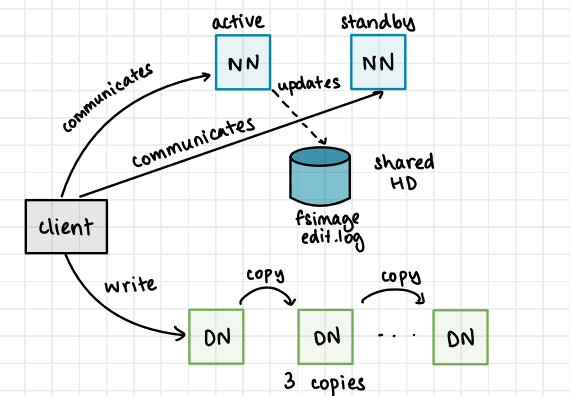 active
standby
NN
NN
communicates
updates
communicates
shared
HD
fsimage
edit.log
client
write
copy
copy
DN
DN
. . .
DN
3 copies